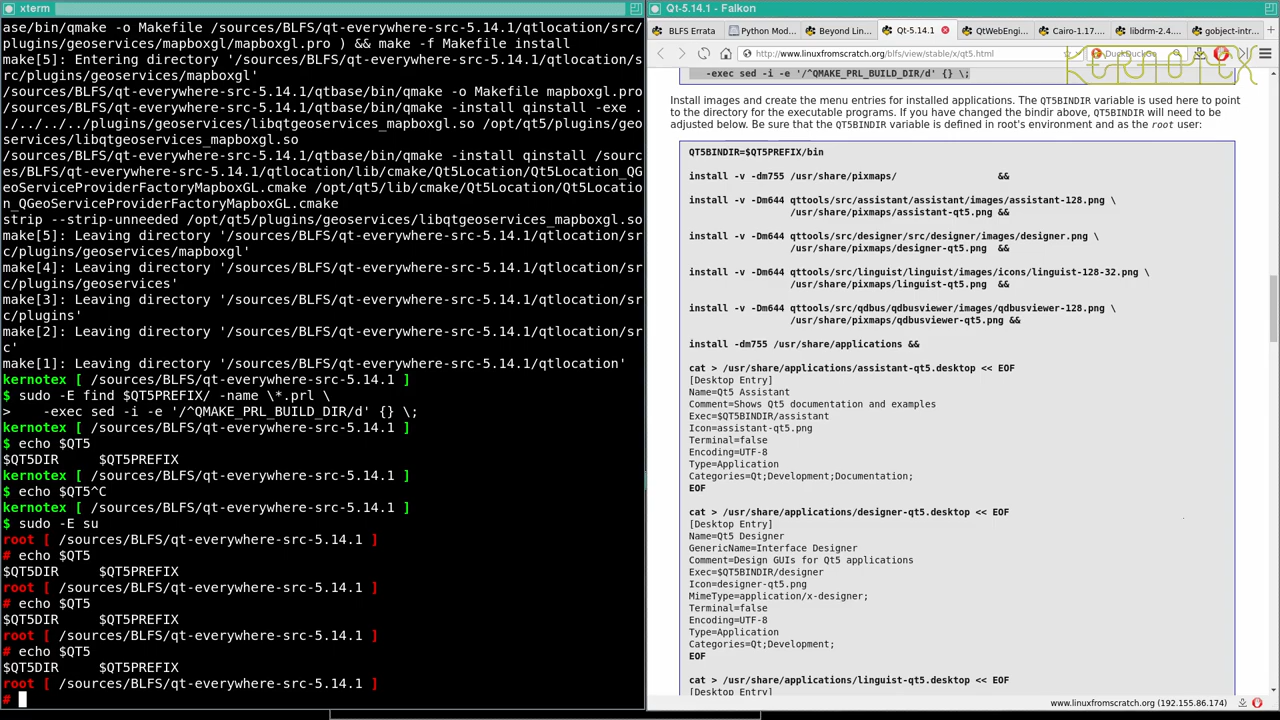 xterm
ase/bin/qmake -o Makefile /sources/BLFS/qt-everywhere-src-5.14.1/qtlocation/src/
plugins/geoservices/mapboxgl/mapboxgl.pro ) && make -f Makefile install
make[5]: Entering directory '/sources/BLFS/qt-everywhere-src-5.14.1/qtlocation/s
rc/plugins/geoservices/mapboxgl'
/sources/BLFS/qt-everywhere-src-5.14.1/qtbase/bin/qmake -o Makefile mapboxgl.pro
/sources/BLFS/qt-everywhere-src-5.14.1/qtbase/bin/qmake -install qinstall -exe .
./../../../plugins/geoservices/libqtgeoservices_mapboxgl.so /opt/qt5/plugins/geo
services/libqtgeoservices_mapboxgl.so
/sources/BLFS/qt-everywhere-src-5.14.1/qtbase/bin/qmake -install qinstall /sourc
es/BLFS/qt-everywhere-src-5.14.1/qtlocation/lib/cmake/Qt5Location/Qt5Location_QG
eoServiceProviderFactoryMapboxGL.cmake /opt/qt5/lib/cmake/Qt5Location/Qt5Locatio
n_QGeoServiceProviderFactoryMapboxGL.cmake
strip --strip-unneeded /opt/qt5/plugins/geoservices/libqtgeoservices_mapboxgl.so
make[5]: Leaving directory '/sources/BLFS/qt-everywhere-src-5.14.1/qtlocation/sr
c/plugins/geoservices/mapboxgl'
make[4]: Leaving directory '/sources/BLFS/qt-everywhere-src-5.14.1/qtlocation/sr
c/plugins/geoservices'
make[3]: Leaving directory '/sources/BLFS/qt-everywhere-src-5.14.1/qtlocation/sr
c/plugins'
make[2]: Leaving directory '/sources/BLFS/qt-everywhere-src-5.14.1/qtlocation/sr
c'
make[1]: Leaving directory '/sources/BLFS/qt-everywhere-src-5.14.1/qtlocation'
kernotex [ /sources/BLFS/qt-everywhere-src-5.14.1 ]
$ sudo -E find $QT5PREFIX/ -name \*.prl \
>    -exec sed -i -e '/^QMAKE_PRL_BUILD_DIR/d' {} \;
kernotex [ /sources/BLFS/qt-everywhere-src-5.14.1 ]
$ echo $QT5
$QT5DIR     $QT5PREFIX
kernotex [ /sources/BLFS/qt-everywhere-src-5.14.1 ]
$ echo $QT5^C
kernotex [ /sources/BLFS/qt-everywhere-src-5.14.1 ]
$ sudo -E su
root [ /sources/BLFS/qt-everywhere-src-5.14.1 ]
# echo $QT5
$QT5DIR     $QT5PREFIX
root [ /sources/BLFS/qt-everywhere-src-5.14.1 ]
# echo $QT5
$QT5DIR     $QT5PREFIX
root [ /sources/BLFS/qt-everywhere-src-5.14.1 ]
# echo $QT5
$QT5DIR     $QT5PREFIX
root [ /sources/BLFS/qt-everywhere-src-5.14.1 ]
#
Qt-5.14.1 - Falkon
BLFS Errata
Python Mod...
Beyond Lin...
Qt-5.14.1
QtWebEngi...
Cairo-1.17....
libdrm-2.4....
gobject-intr...
http://www.linuxfromscratch.org/blfs/view/stable/x/qt5.html
DuckDuckGo
KERNOTEX
-exec sed -i -e '/^QMAKE_PRL_BUILD_DIR/d' {} \;
Install images and create the menu entries for installed applications. The QT5BINDIR variable is used here to point
to the directory for the executable programs. If you have changed the bindir above, QT5BINDIR will need to be
adjusted below. Be sure that the QT5BINDIR variable is defined in root's environment and as the root user:
QT5BINDIR=$QT5PREFIX/bin
install -v -dm755 /usr/share/pixmaps/                  &&
install -v -Dm644 qttools/src/assistant/assistant/images/assistant-128.png \
/usr/share/pixmaps/assistant-qt5.png &&
install -v -Dm644 qttools/src/designer/src/designer/images/designer.png \
/usr/share/pixmaps/designer-qt5.png  &&
install -v -Dm644 qttools/src/linguist/linguist/images/icons/linguist-128-32.png \
/usr/share/pixmaps/linguist-qt5.png  &&
install -v -Dm644 qttools/src/qdbus/qdbusviewer/images/qdbusviewer-128.png \
/usr/share/pixmaps/qdbusviewer-qt5.png &&
install -dm755 /usr/share/applications &&
cat > /usr/share/applications/assistant-qt5.desktop << EOF
[Desktop Entry]
Name=Qt5 Assistant
Comment=Shows Qt5 documentation and examples
Exec=$QT5BINDIR/assistant
Icon=assistant-qt5.png
Terminal=false
Encoding=UTF-8
Type=Application
Categories=Qt;Development;Documentation;
EOF
cat > /usr/share/applications/designer-qt5.desktop << EOF
[Desktop Entry]
Name=Qt5 Designer
GenericName=Interface Designer
Comment=Design GUIs for Qt5 applications
Exec=$QT5BINDIR/designer
Icon=designer-qt5.png
MimeType=application/x-designer;
Terminal=false
Encoding=UTF-8
Type=Application
Categories=Qt;Development;
EOF
cat > /usr/share/applications/linguist-qt5.desktop << EOF
[Desktop Entry]
www.linuxfromscratch.org (192.155.86.174)